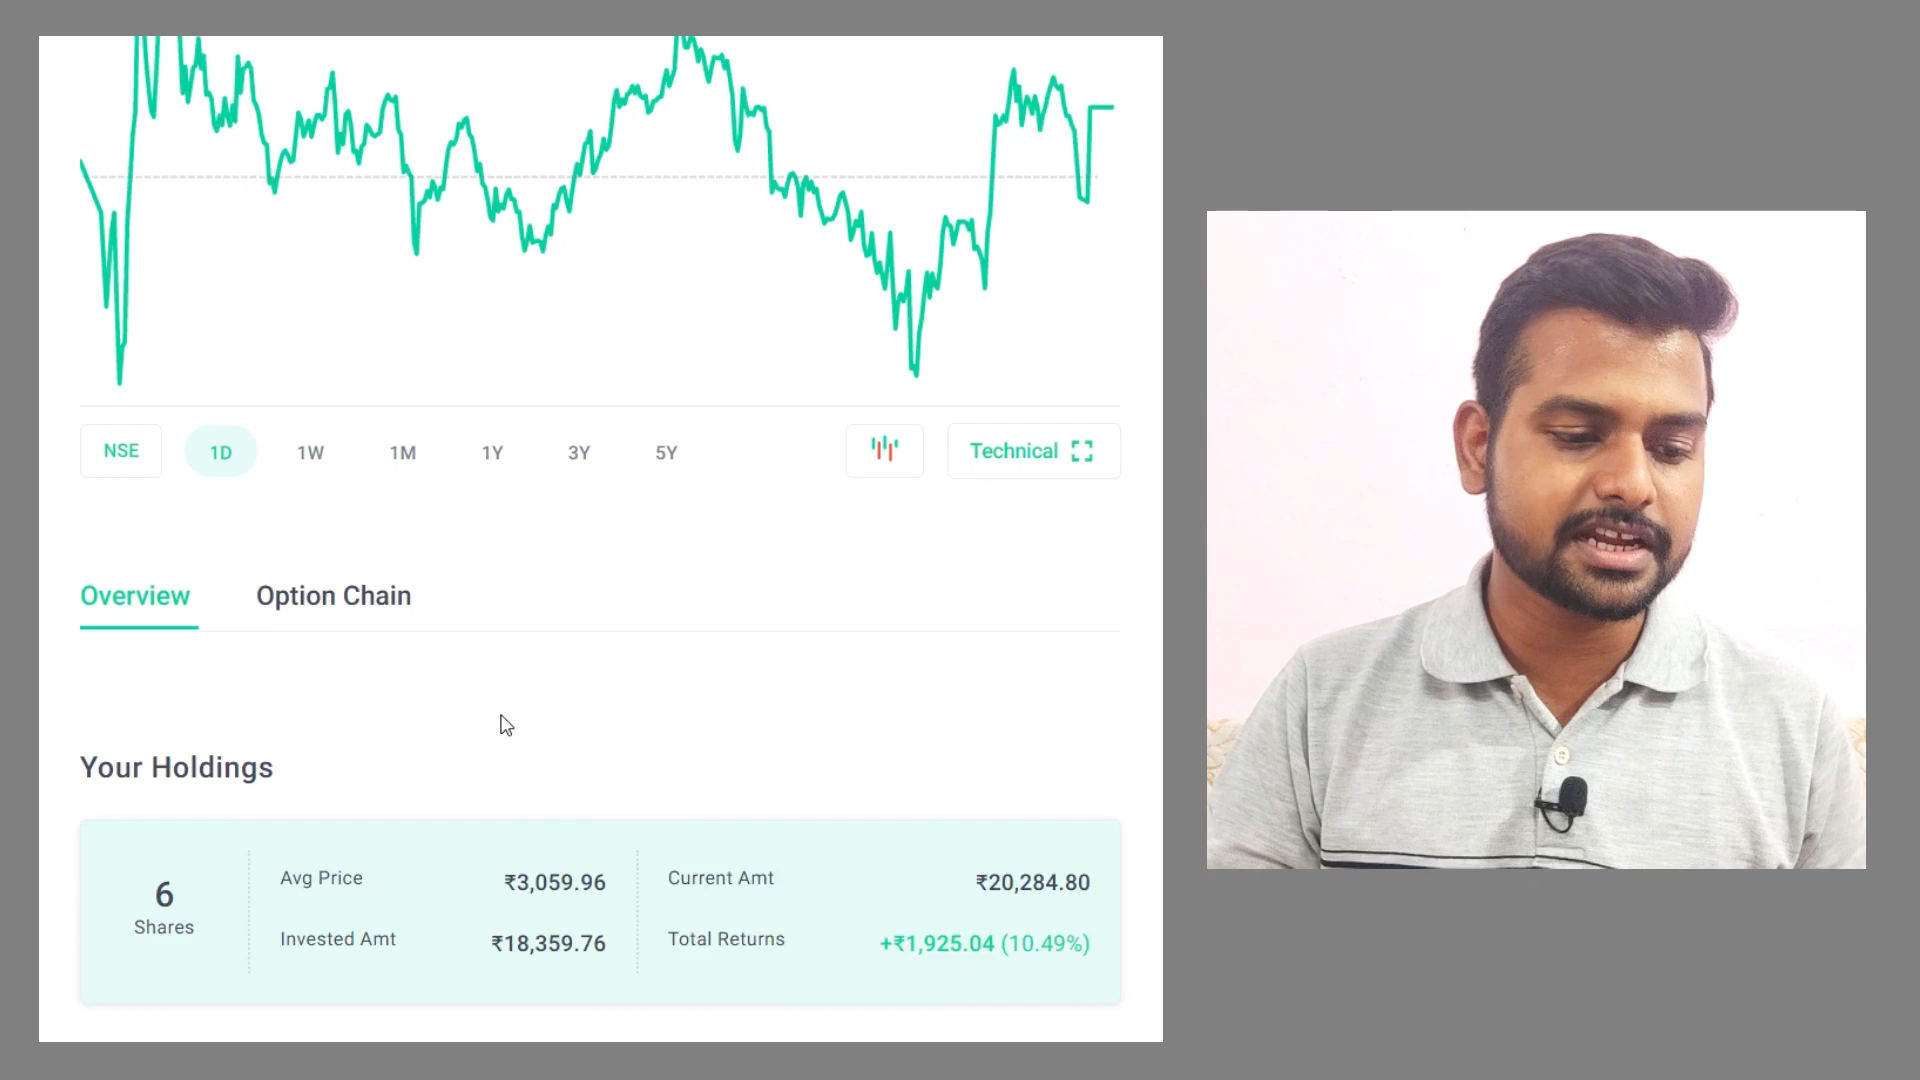 NSE 1D 1W 1M 1Y 3Y 5Y Technical
Overview Option Chain
Your Holdings
6
Shares
Avg Price ₹3,059.96
Invested Amt ₹18,359.76
Current Amt ₹20,284.80
Total Returns +₹1,925.04 (10.49%)